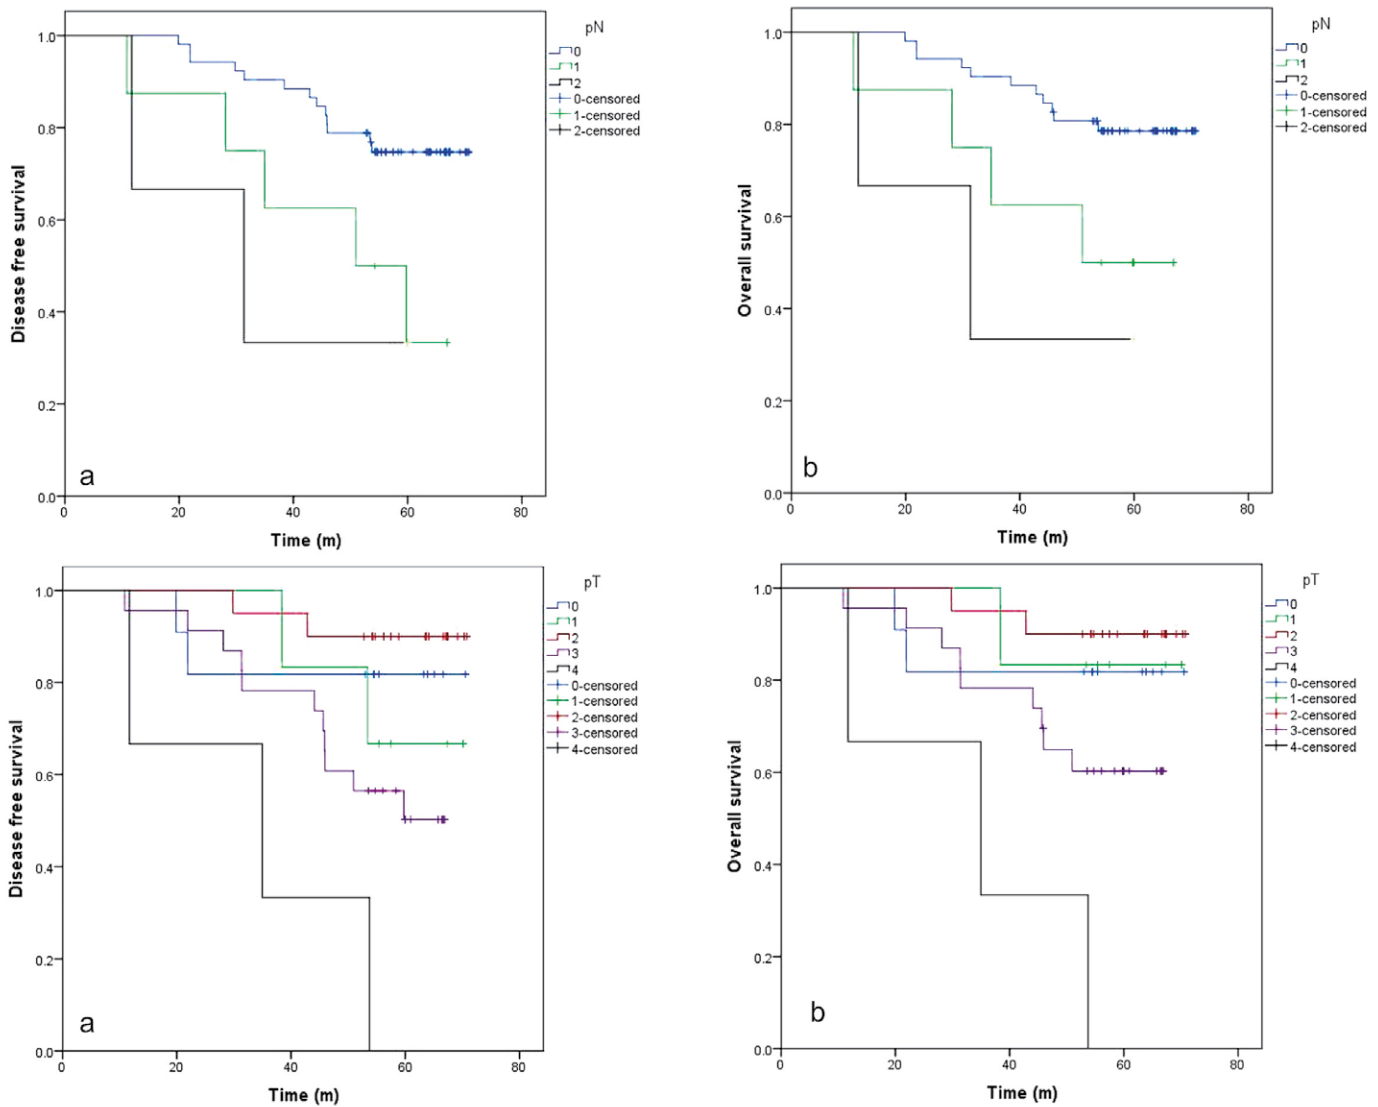 pN
0
1
2
0-censored
1-censored
2-censored
Disease free survival
1.0
0.8
0.6
0.4
0.2
0.0
a
0
20
40
60
80
Time (m)
pN
0
1
2
0-censored
1-censored
2-censored
Overall survival
1.0
0.8
0.6
0.4
0.2
0.0
b
0
20
40
60
80
Time (m)
pT
0
1
2
3
4
0-censored
1-censored
2-censored
3-censored
4-censored
Disease free survival
1.0
0.8
0.6
0.4
0.2
0.0
a
0
20
40
60
80
Time (m)
pT
0
1
2
3
4
0-censored
1-censored
2-censored
3-censored
4-censored
Overall survival
1.0
0.8
0.6
0.4
0.2
0.0
b
0
20
40
60
80
Time (m)